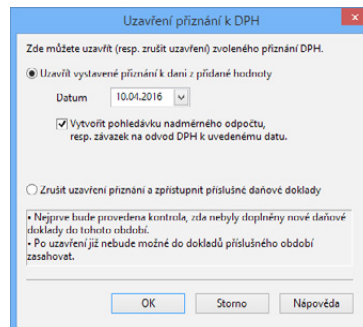 Uzavření přiznání k DPH
Zde můžete uzavřít (resp. zrušit uzavření) zvoleného přiznání DPH.
Uzavřít vystavené přiznání k dani z přidané hodnoty
Datum 10.04.2016
Vytvořit pohledávku nadměrného odpočtu,
resp. závazek na odvod DPH k uvedenému datu.
Zrušit uzavření přiznání a zpřístupnit příslušné daňové doklady
• Nejprve bude provedena kontrola, zda nebyly doplněny nové daňové
doklady do tohoto období.
• Po uzavření již nebude možné do dokladů příslušného období
zasahovat.
OK Storno Nápověda